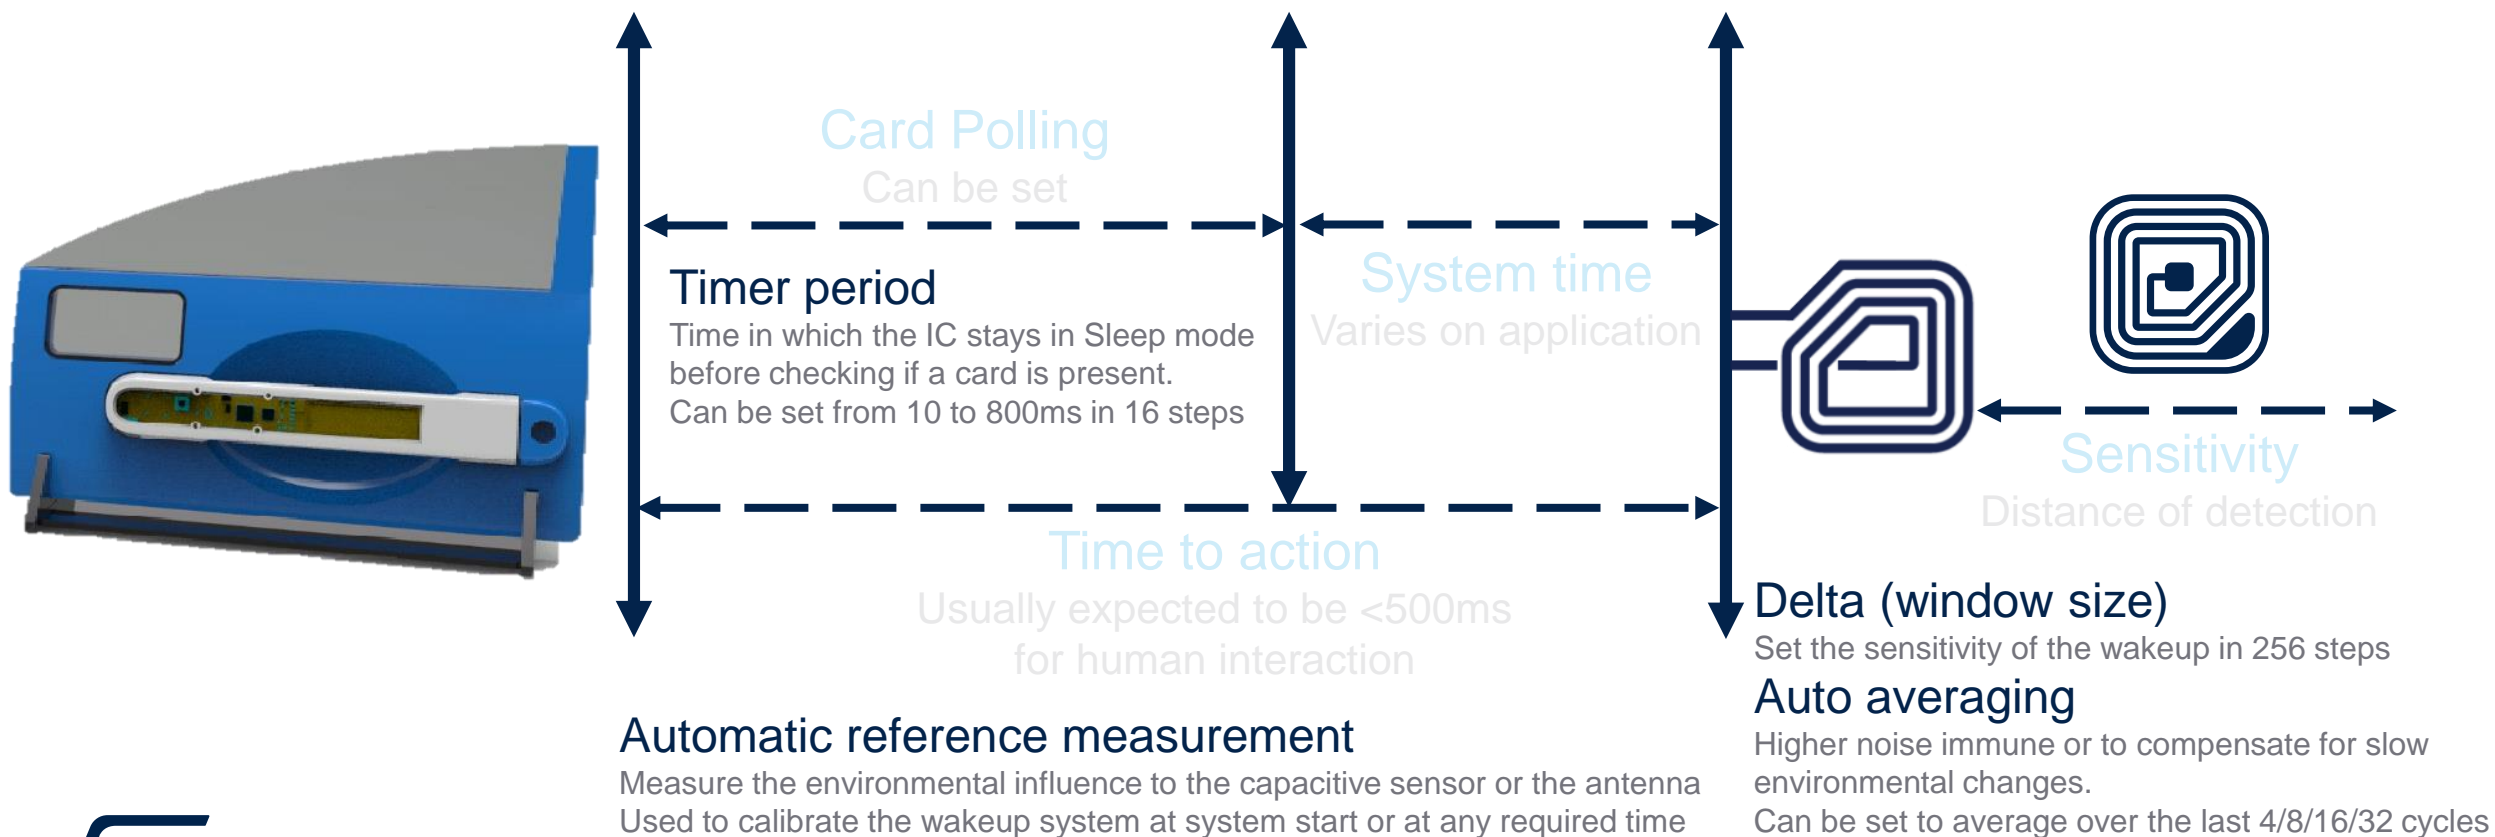 Card Polling
Can be set
Timer period
Time in which the IC stays in Sleep mode
before checking if a card is present.
Can be set from 10 to 800ms in 16 steps
System time
Varies on application
Time to action
Usually expected to be <500ms
for human interaction
Sensitivity
Distance of detection
Automatic reference measurement
Measure the environmental influence to the capacitive sensor or the antenna
Used to calibrate the wakeup system at system start or at any required time
Delta (window size)
Set the sensitivity of the wakeup in 256 steps
Auto averaging
Higher noise immune or to compensate for slow
environmental changes.
Can be set to average over the last 4/8/16/32 cycles